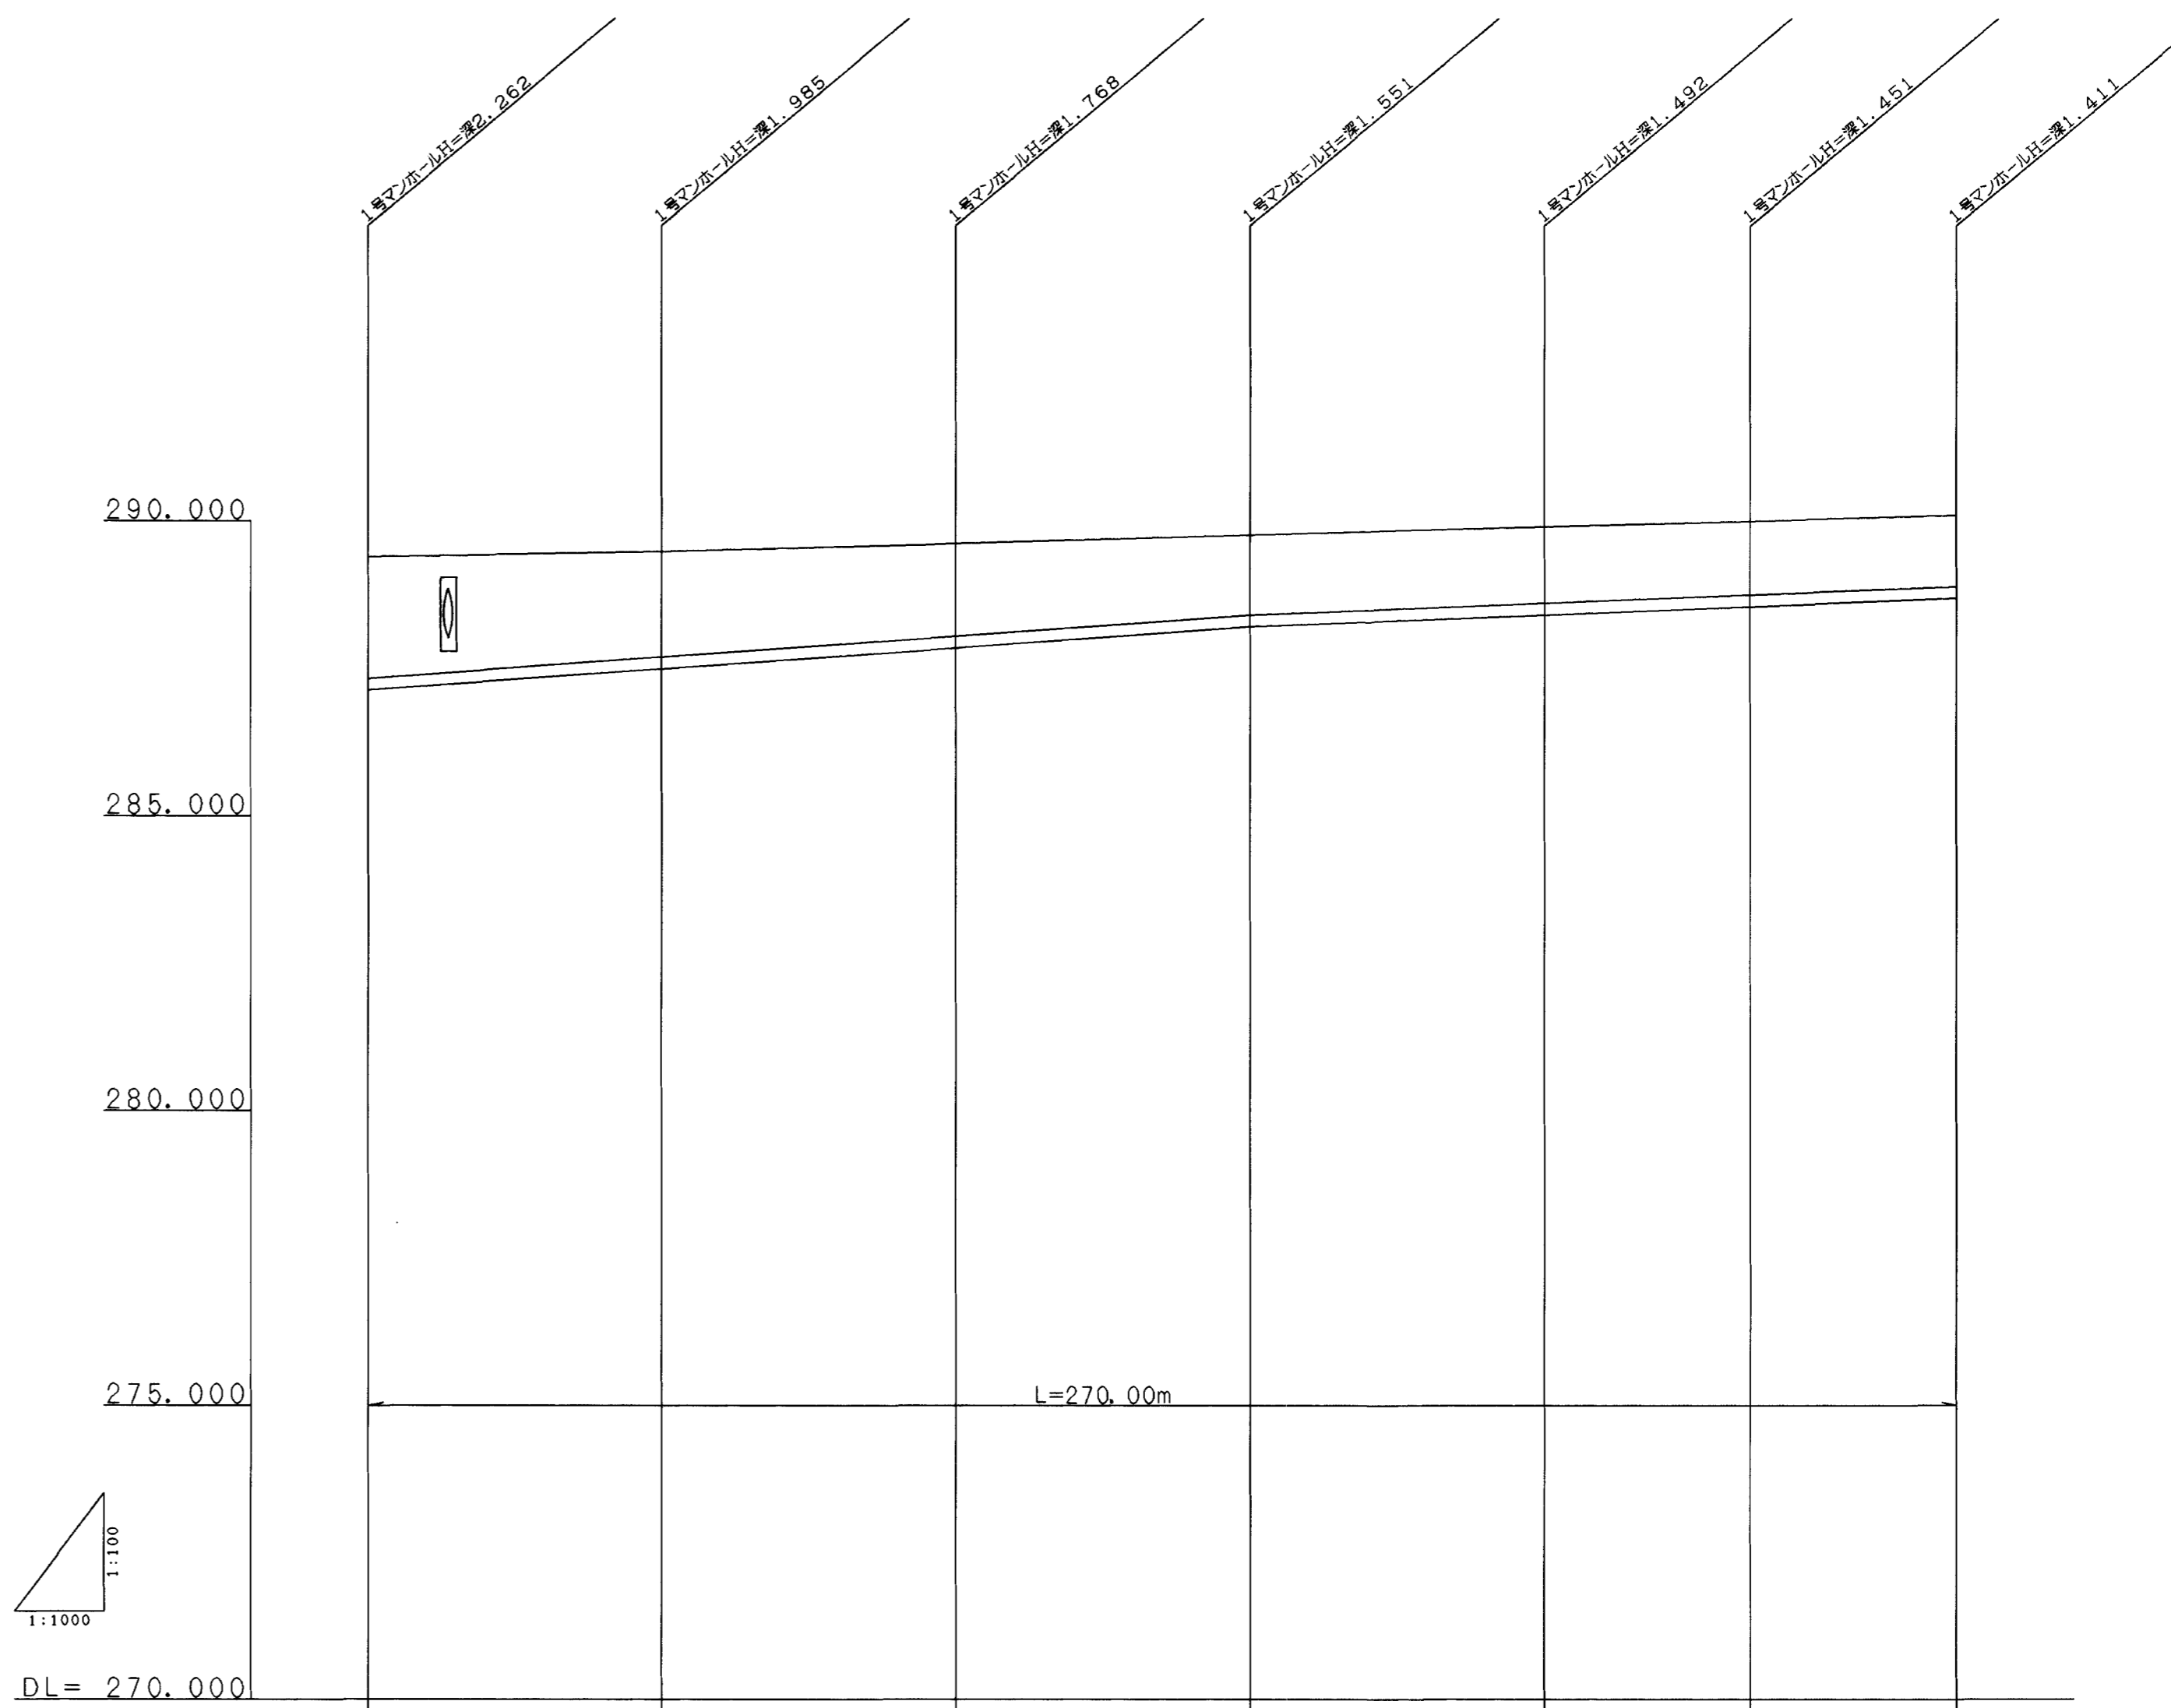 1号マンホールH=深2.262
1号マンホールH=深1.985
1号マンホールH=深1.768
1号マンホールH=深1.551
1号マンホールH=深1.492
1号マンホールH=深1.451
1号マンホールH=深1.411
290.000
285.000
280.000
275.000
L=270.00m
1:100
1:1000
DL= 270.000